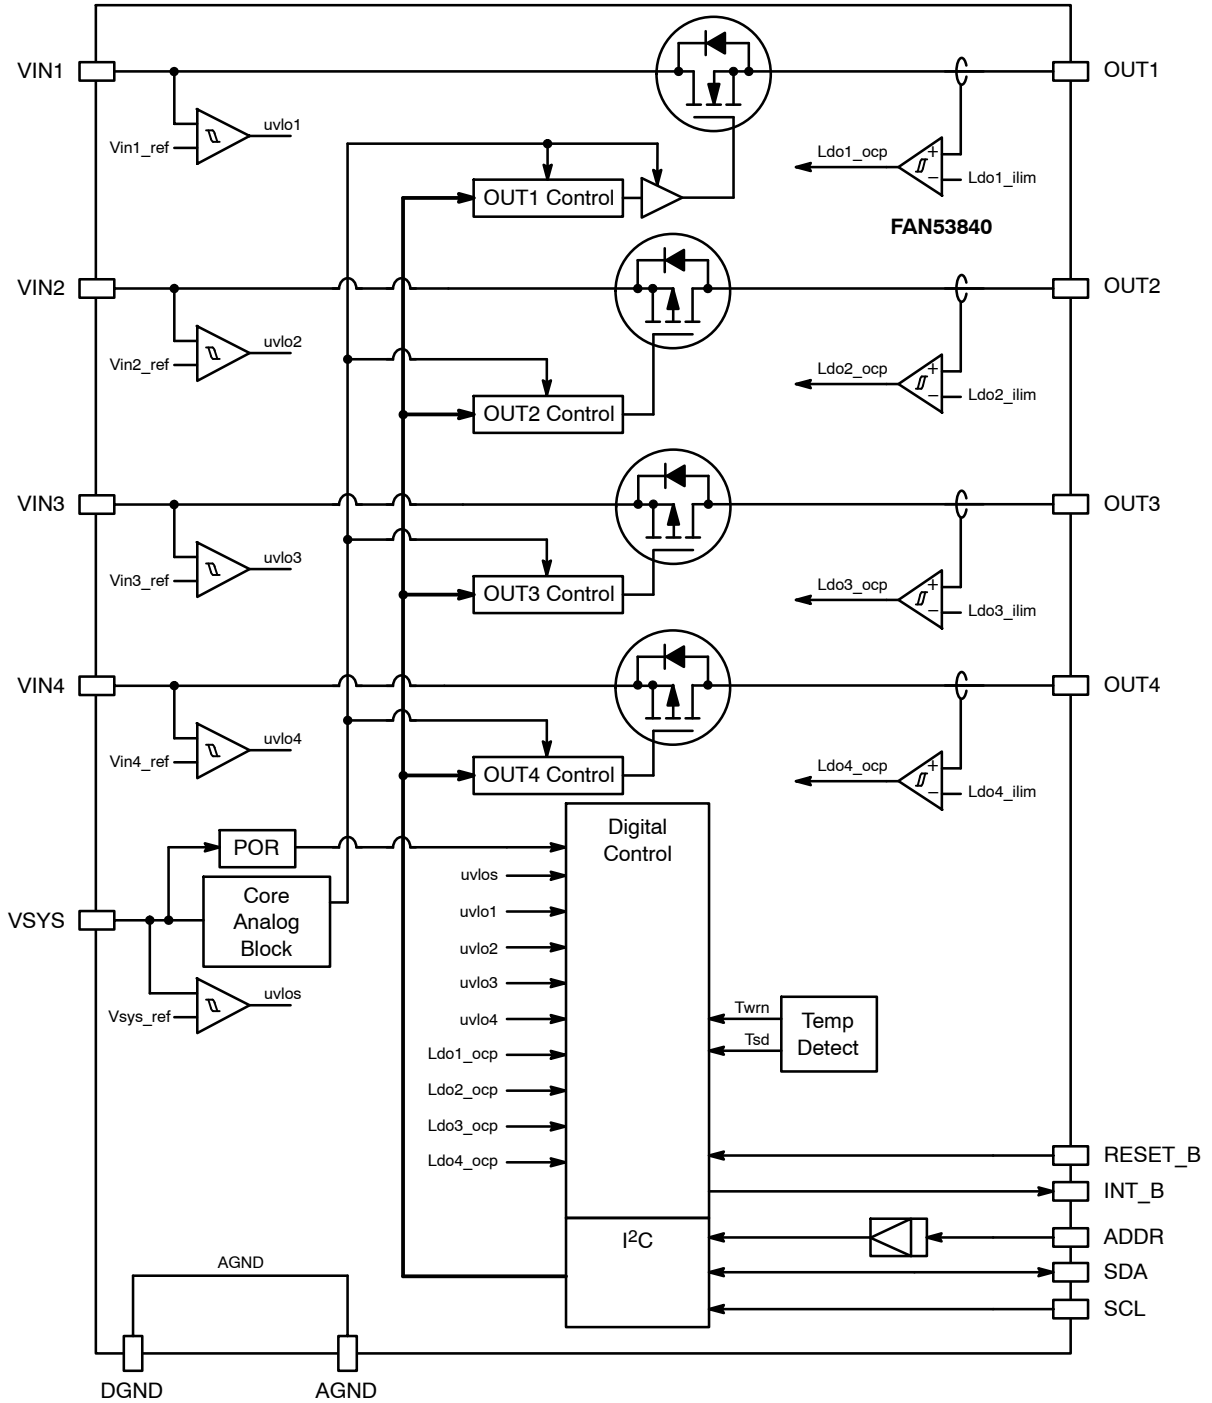 VIN1
OUT1
uvlo1
Vin1_ref
Ldo1_ocp
+
−
Ldo1_ilim
OUT1 Control
FAN53840
VIN2
OUT2
uvlo2
Vin2_ref
Ldo2_ocp
+
−
Ldo2_ilim
OUT2 Control
VIN3
OUT3
uvlo3
Vin3_ref
Ldo3_ocp
+
−
Ldo3_ilim
OUT3 Control
VIN4
OUT4
uvlo4
Vin4_ref
Ldo4_ocp
+
−
Ldo4_ilim
OUT4 Control
Digital
Control
POR
VSYS
Core
Analog
Block
uvlos
Vsys_ref
uvlos
uvlo1
uvlo2
uvlo3
uvlo4
Ldo1_ocp
Ldo2_ocp
Ldo3_ocp
Ldo4_ocp
Twrn
Tsd
Temp
Detect
RESET_B
INT_B
I²C
ADDR
SDA
SCL
AGND
DGND
AGND